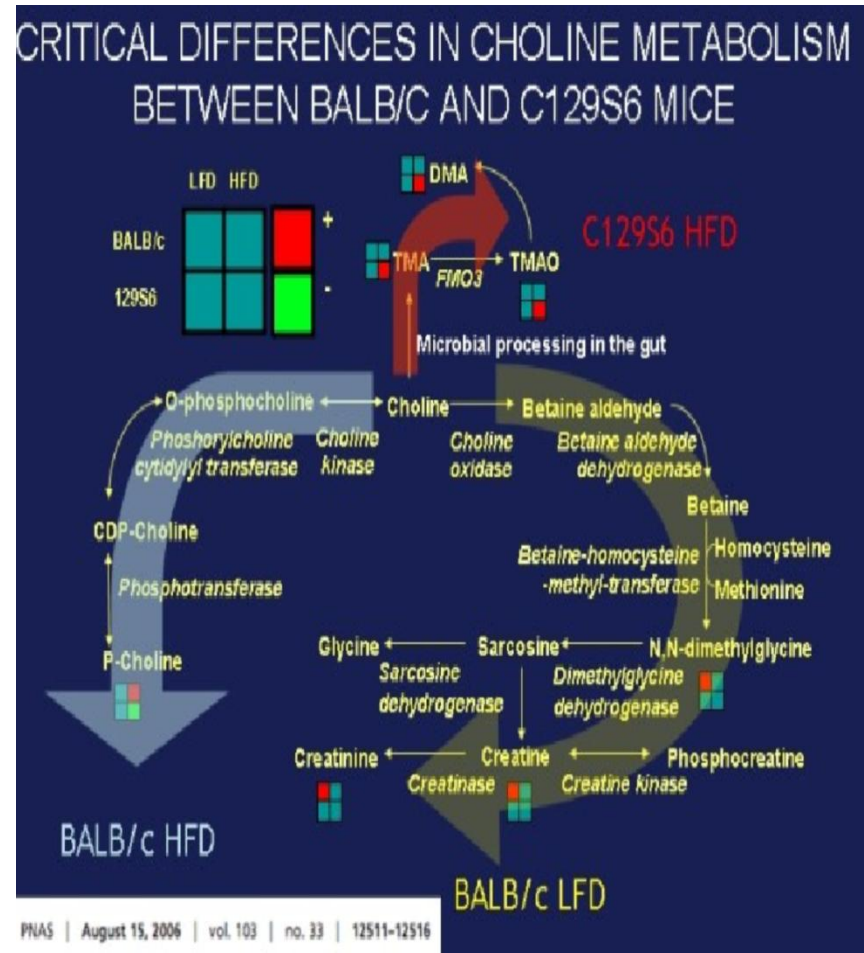 CRITICAL DIFFERENCES IN CHOLINE METABOLISM
BETWEEN BALB/C AND C129S6 MICE
LFD HFD
BALB/c
129S6
+
-
DMA
C129S6 HFD
TMA
TMAO
FMO3
Microbial processing in the gut
O-phosphocholine
Choline
Betaine aldehyde
Phoshorylcholine
cytidylyl transferase
Choline
kinase
Choline
oxidase
Betaine aldehyde
dehydrogenase
Betaine
CDP-Choline
Betaine-homocysteine
-methyl-transferase
Homocysteine
Methionine
Phosphotransferase
P-Choline
Glycine
Sarcosine
N,N-dimethylglycine
Sarcosine
dehydrogenase
Dimethylglycine
dehydrogenase
Creatinine
Creatine
Phosphocreatine
Creatinase
Creatine kinase
BALB/c HFD
BALB/c LFD
PNAS | August 15, 2006 | vol. 103 | no. 33 | 12511–12516